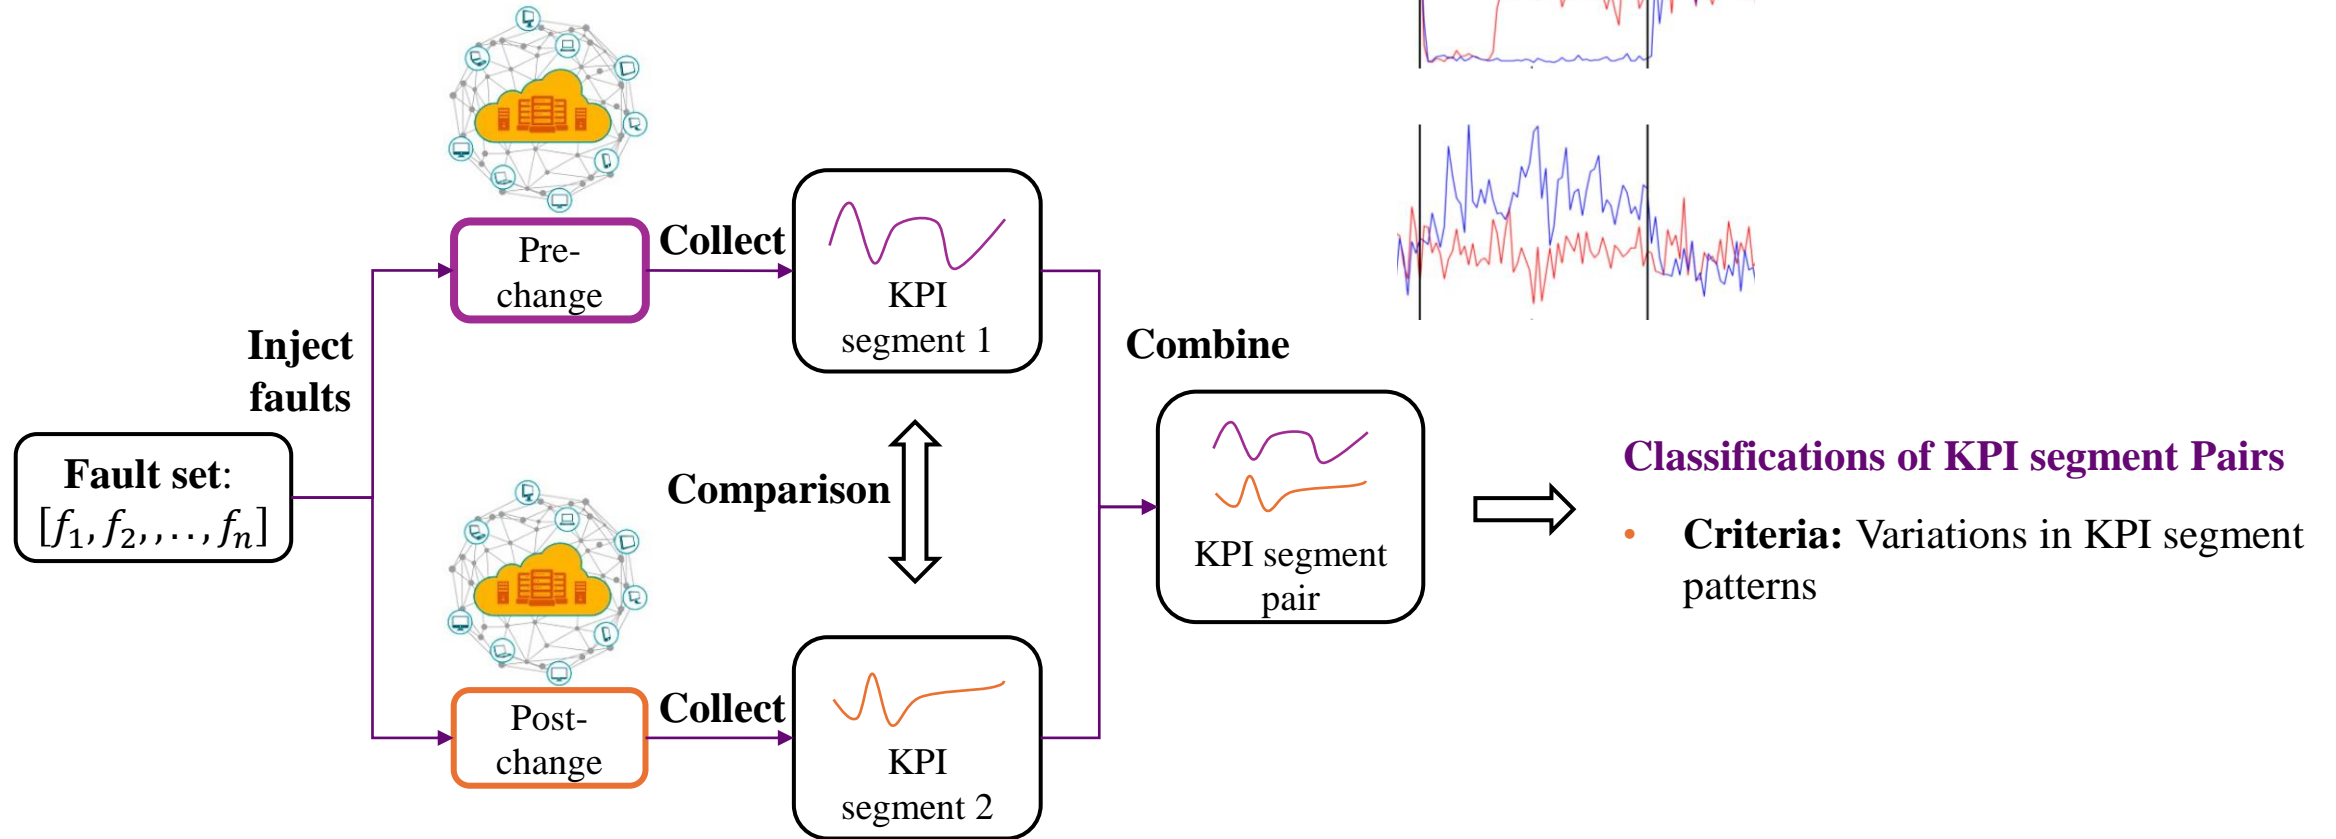 Pre-
change
Collect
KPI
segment 1
Inject
faults
Combine
Fault set:
[f₁, f₂, , . . , fₙ]
Comparison
KPI segment
pair
Classifications of KPI segment Pairs
• Criteria: Variations in KPI segment
patterns
Post-
change
Collect
KPI
segment 2